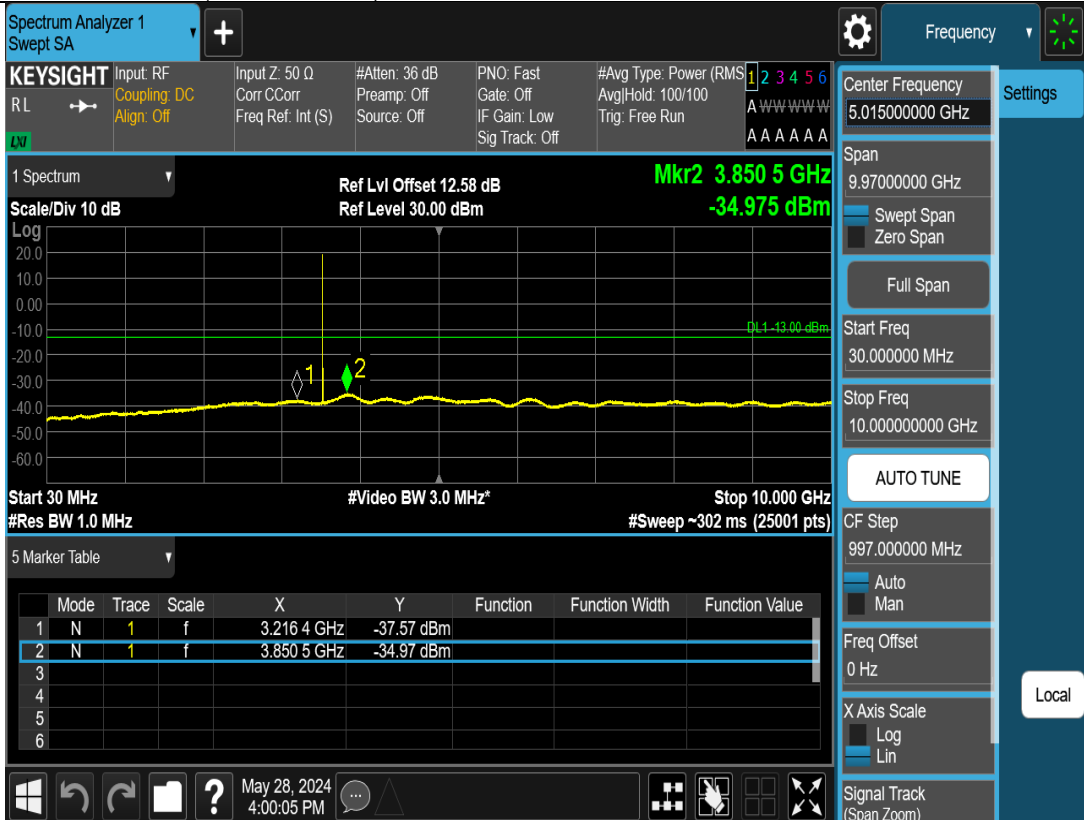 Spectrum Analyzer 1
Swept SA
+
Frequency
KEYSIGHT
RL
LXI
Input: RF
Coupling: DC
Align: Off
Input Z: 50 Ω
Corr CCorr
Freq Ref: Int (S)
#Atten: 36 dB
Preamp: Off
Source: Off
PNO: Fast
Gate: Off
IF Gain: Low
Sig Track: Off
#Avg Type: Power (RMS
Avg|Hold: 100/100
Trig: Free Run
1 2 3 4 5 6
A W W W W W
A A A A A A
1 Spectrum
Scale/Div 10 dB
Ref Lvl Offset 12.58 dB
Ref Level 30.00 dBm
Mkr2 3.850 5 GHz
-34.975 dBm
Log
20.0
10.0
0.00
-10.0
-20.0
-30.0
-40.0
-50.0
-60.0
DL1 -13.00 dBm
1
2
Start 30 MHz
#Video BW 3.0 MHz*
Stop 10.000 GHz
#Res BW 1.0 MHz
#Sweep ~302 ms (25001 pts)
5 Marker Table
Mode Trace Scale X Y Function Function Width Function Value
1 N 1 f 3.216 4 GHz -37.57 dBm
2 N 1 f 3.850 5 GHz -34.97 dBm
3
4
5
6
?
May 28, 2024
4:00:05 PM
Center Frequency
5.015000000 GHz
Span
9.97000000 GHz
Swept Span
Zero Span
Full Span
Start Freq
30.000000 MHz
Stop Freq
10.000000000 GHz
AUTO TUNE
CF Step
997.000000 MHz
Auto
Man
Freq Offset
0 Hz
X Axis Scale
Log
Lin
Signal Track
(Span Zoom)
Settings
Local